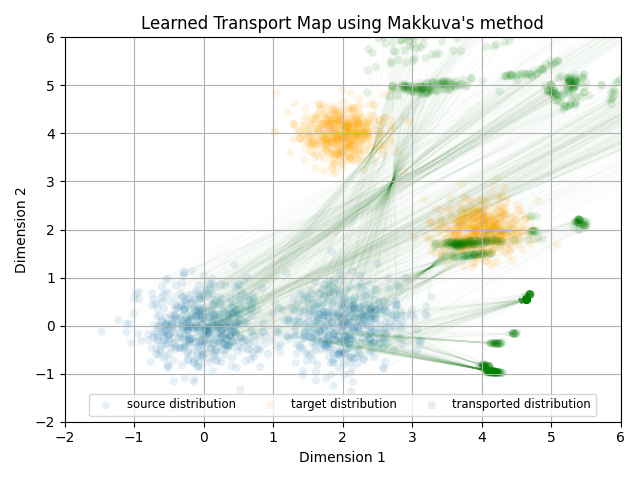 Learned Transport Map using Makkuva's method
6
5
4
3
2
1
0
−1
−2
Dimension 2
source distribution target distribution transported distribution
−2 −1 0 1 2 3 4 5 6
Dimension 1